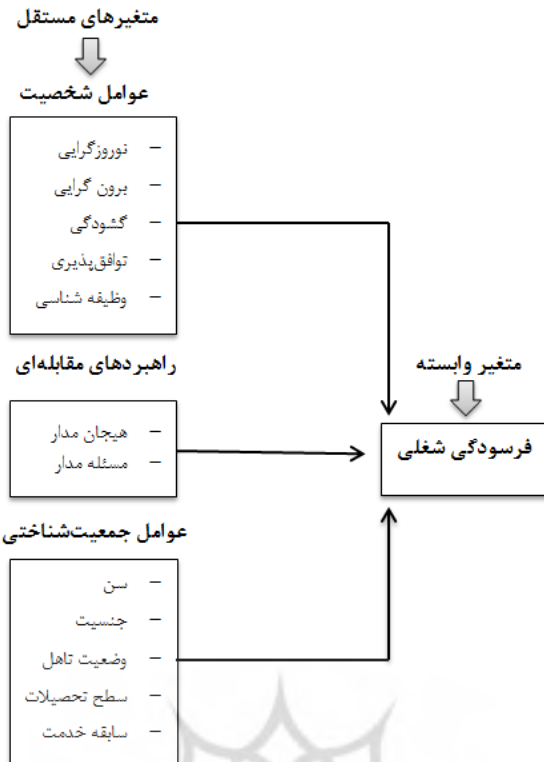 متغیرهای مستقل
عوامل شخصیت
– نوروزگرایی
– برون گرایی
– گشودگی
– توافق‌پذیری
– وظیفه شناسی
راهبردهای مقابله‌ای
– هیجان مدار
– مسئله مدار
عوامل جمعیت‌شناختی
– سن
– جنسیت
– وضعیت تاهل
– سطح تحصیلات
– سابقه خدمت
متغیر وابسته
فرسودگی شغلی